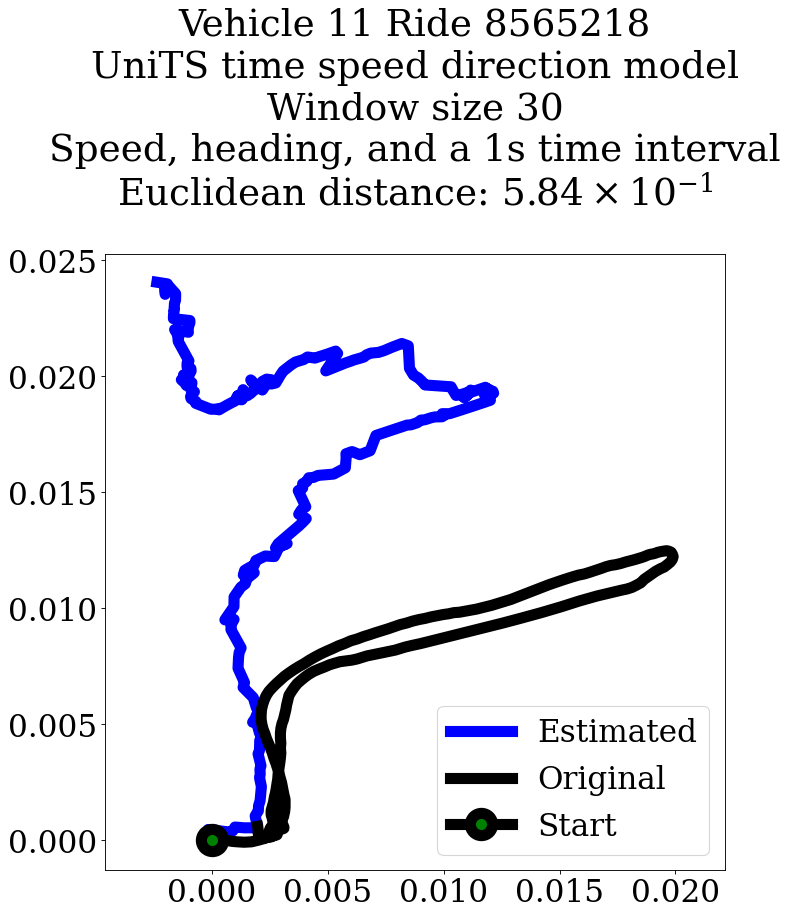 Vehicle 11 Ride 8565218
UniTS time speed direction model
Window size 30
Speed, heading, and a 1s time interval
Euclidean distance: 5.84 × 10⁻¹
0.025
0.020
0.015
0.010
0.005
0.000
Estimated
Original
Start
0.000 0.005 0.010 0.015 0.020